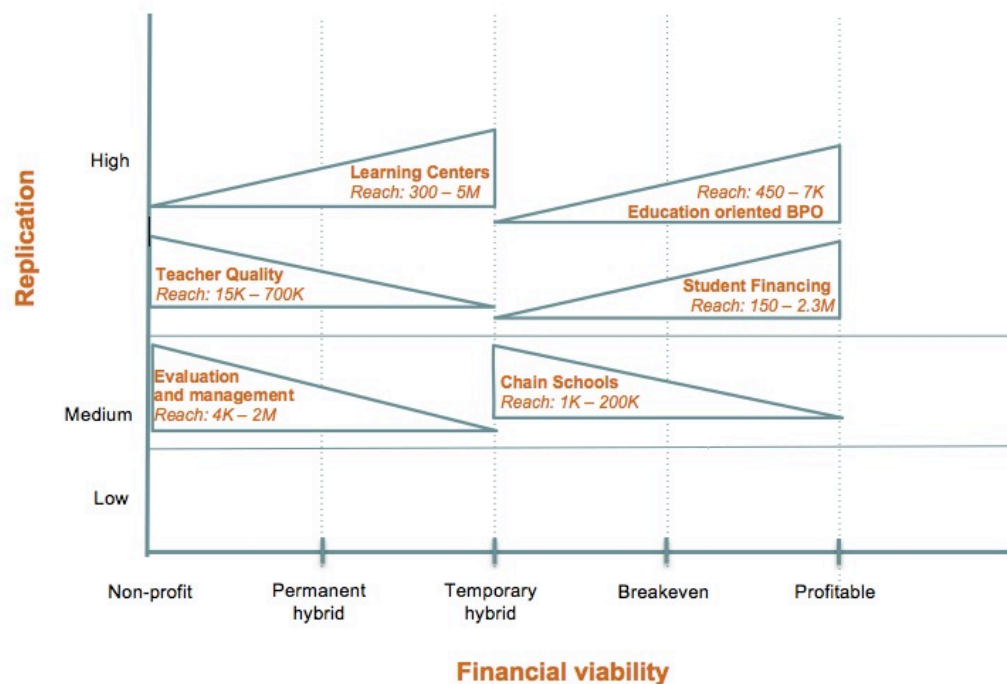 Replication
High
Learning Centers
Reach: 300 – 5M
Reach: 450 – 7K
Education oriented BPO
Teacher Quality
Reach: 15K – 700K
Student Financing
Reach: 150 – 2.3M
Medium
Evaluation
and management
Reach: 4K – 2M
Chain Schools
Reach: 1K – 200K
Low
Non-profit
Permanent
hybrid
Temporary
hybrid
Breakeven
Profitable
Financial viability